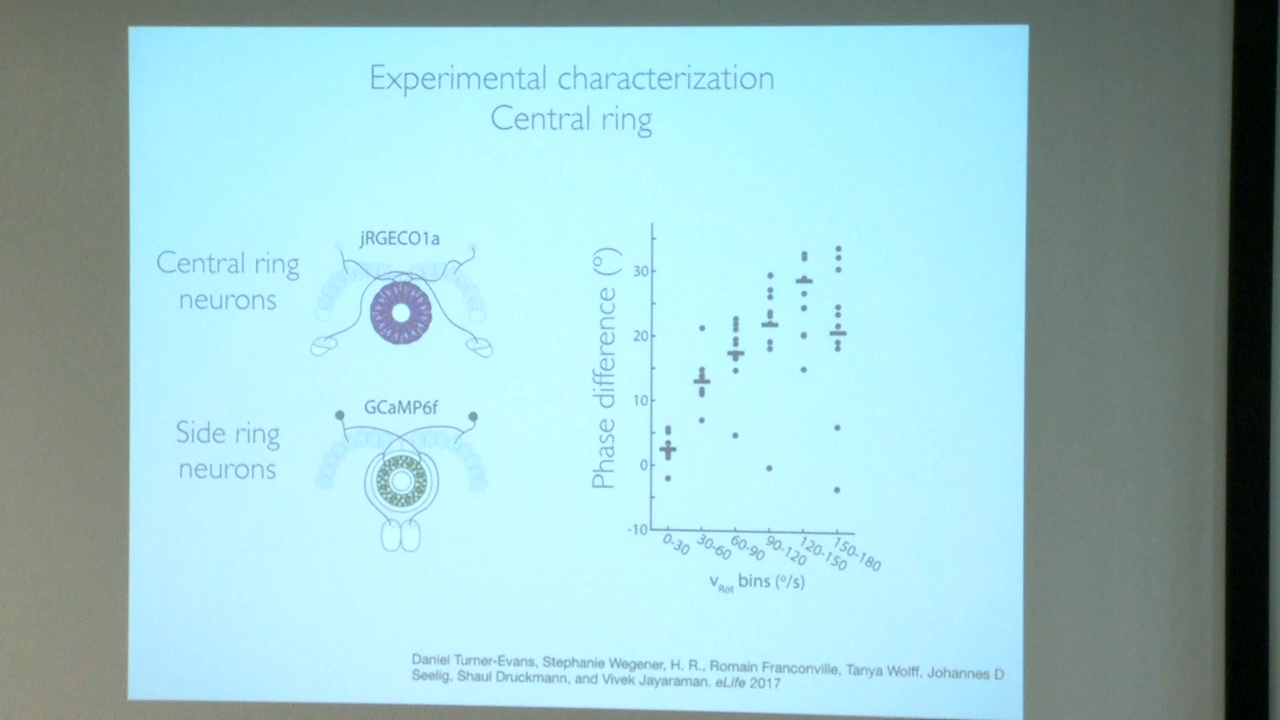 Experimental characterization
Central ring
jRGECO1a
Central ring
neurons
GCaMP6f
Side ring
neurons
Phase difference (°)
30
20
10
0
-10
0-30
30-60
60-90
90-120
120-150
150-180
vRot bins (°/s)
Daniel Turner-Evans, Stephanie Wegener, H. R., Romain Franconville, Tanya Wolff, Johannes D
Seelig, Shaul Druckmann, and Vivek Jayaraman. eLife 2017